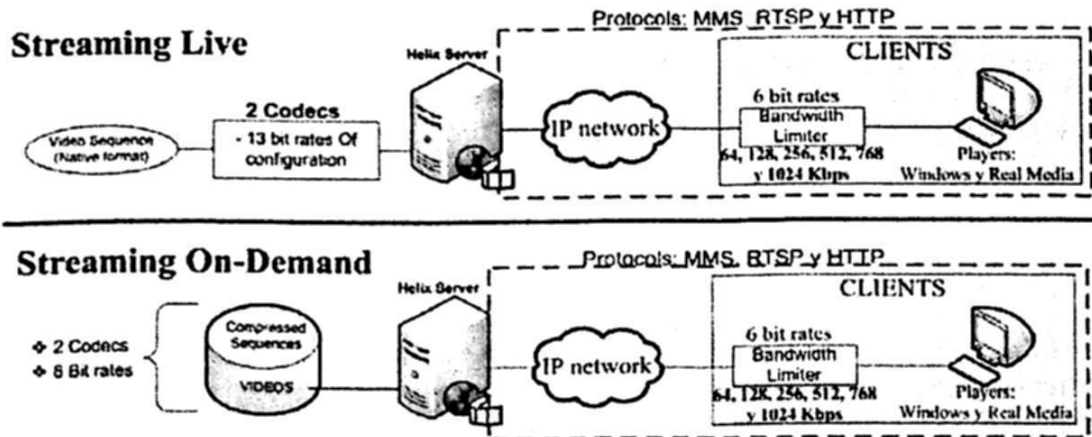 Protocols: MMS, RTSP y HTTP
Streaming Live
Helix Server
CLIENTS
2 Codecs
- 13 bit rates Of
configuration
Video Sequence
(Native format)
IP network
6 bit rates
Bandwidth
Limiter
64, 128, 256, 512, 768
y 1024 Kbps
Players:
Windows y Real Media
Streaming On-Demand
Protocols: MMS, RTSP y HTTP
Helix Server
CLIENTS
❖ 2 Codecs
❖ 8 Bit rates
Compressed
Sequences
VIDEOS
IP network
6 bit rates
Bandwidth
Limiter
64, 128, 256, 512, 768
y 1024 Kbps
Players:
Windows y Real Media